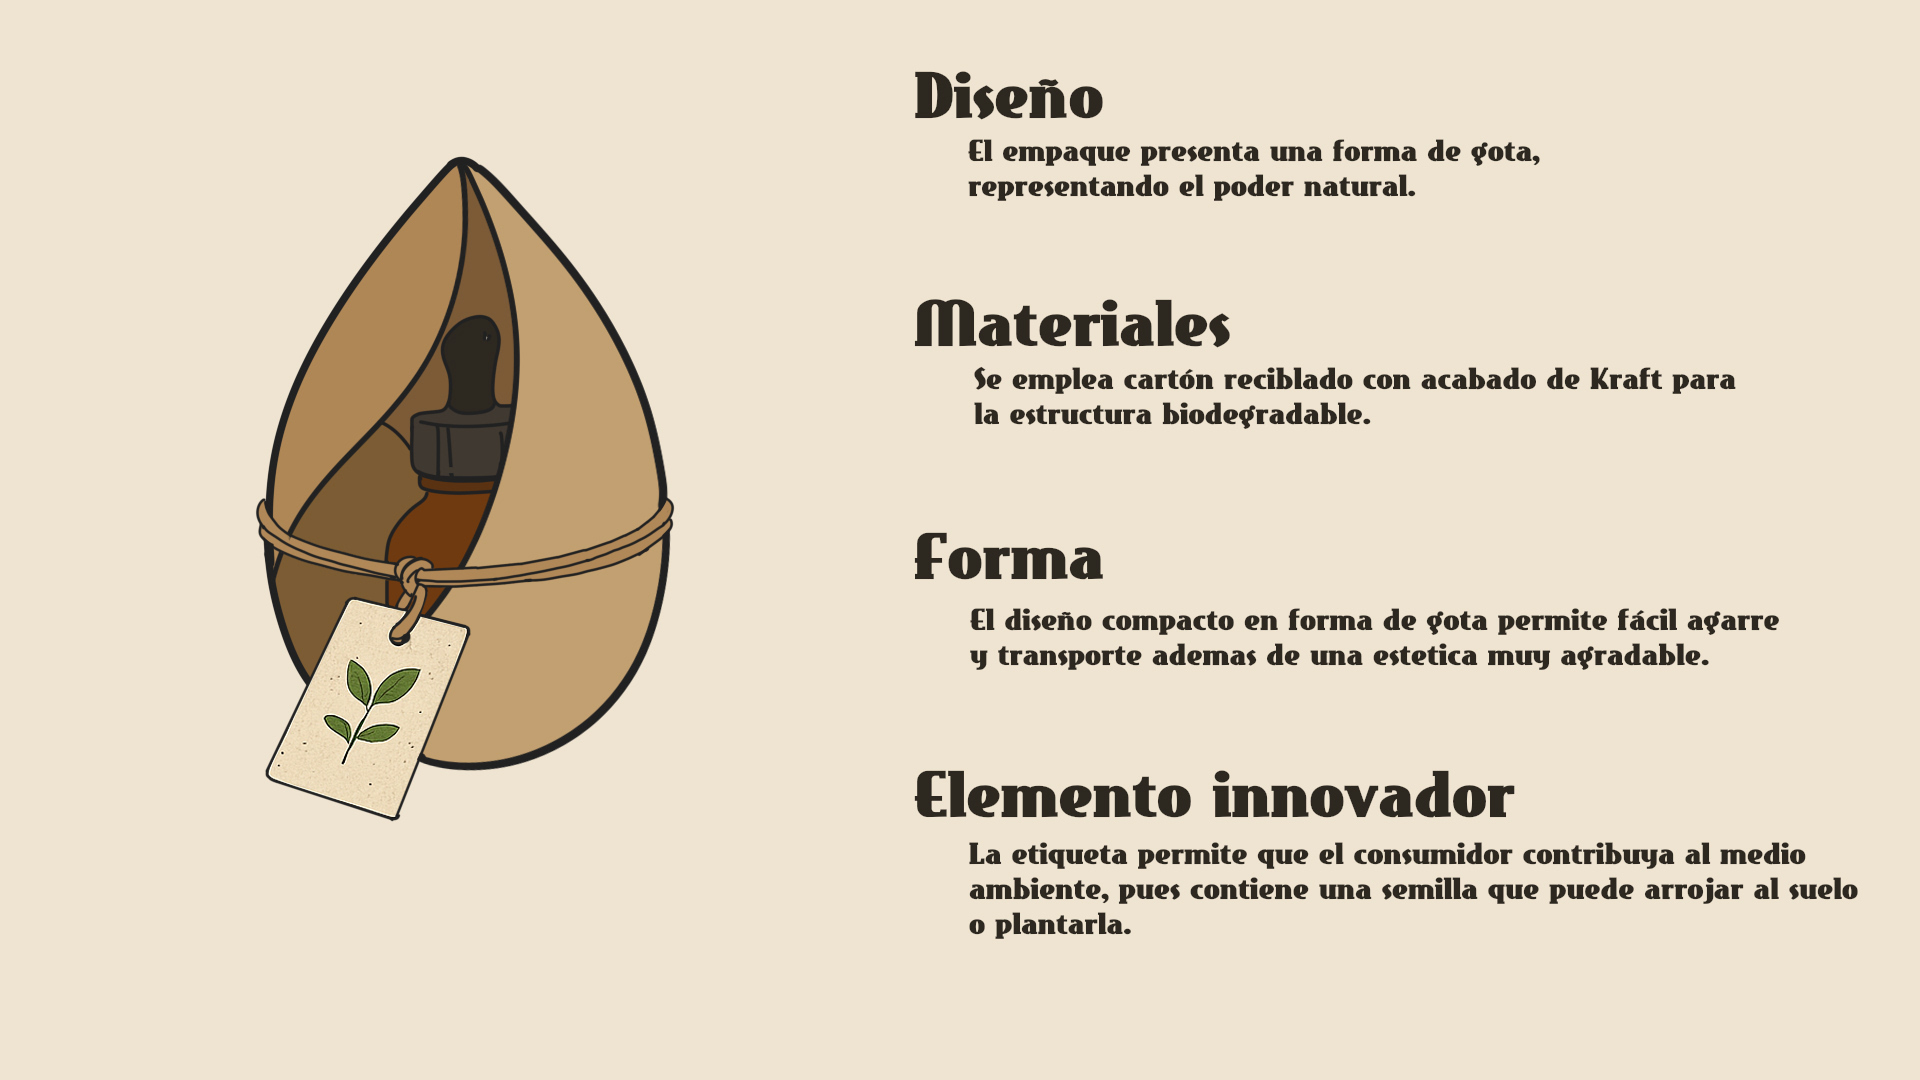 Diseño
El empaque presenta una forma de gota,
representando el poder natural.
Materiales
Se emplea cartón reciblado con acabado de Kraft para
la estructura biodegradable.
Forma
El diseño compacto en forma de gota permite fácil agarre
y transporte ademas de una estetica muy agradable.
Elemento innovador
La etiqueta permite que el consumidor contribuya al medio
ambiente, pues contiene una semilla que puede arrojar al suelo
o plantarla.